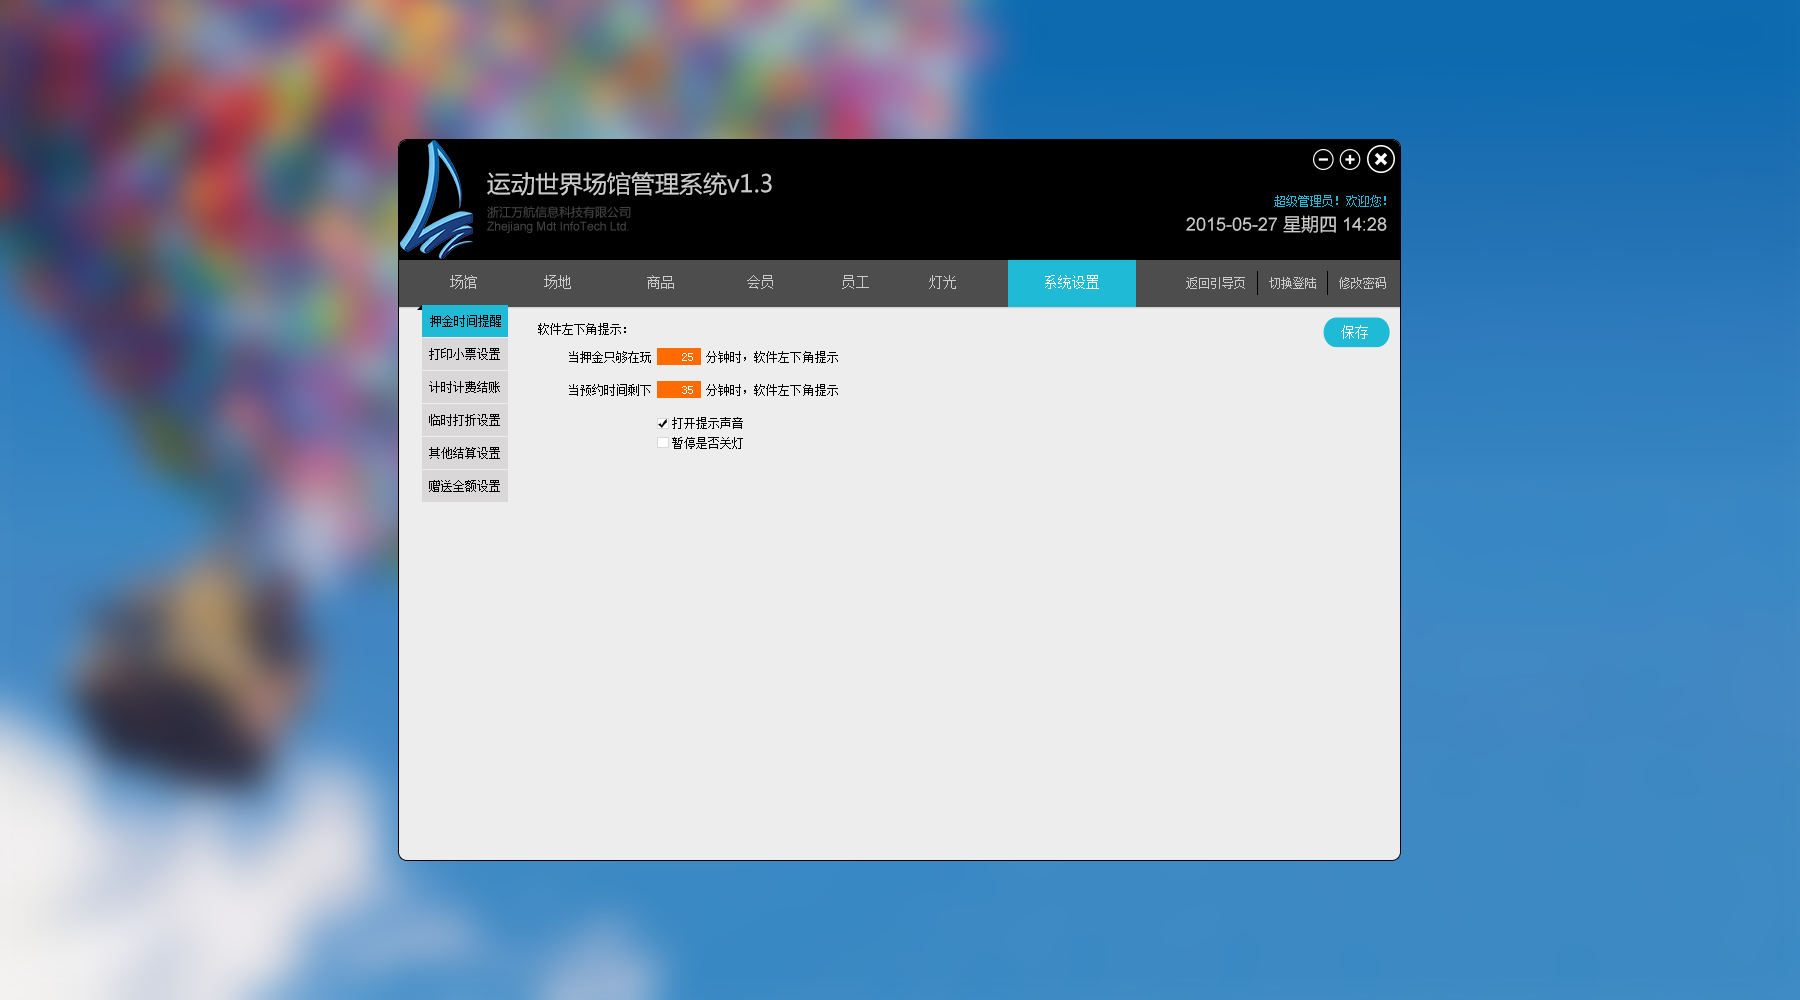 运动世界场馆管理系统v1.3
浙江万航信息科技有限公司
Zhejiang Mdt InfoTech Ltd.
超级管理员！欢迎您！
2015-05-27 星期四 14:28
场馆 场地 商品 会员 员工 灯光 系统设置 返回引导页 切换登陆 修改密码
押金时间提醒
打印小票设置
计时计费结账
临时打折设置
其他结算设置
赠送全额设置
软件左下角提示：
保存
当押金只够在玩 25 分钟时，软件左下角提示
当预约时间剩下 35 分钟时，软件左下角提示
打开提示声音
暂停是否关灯